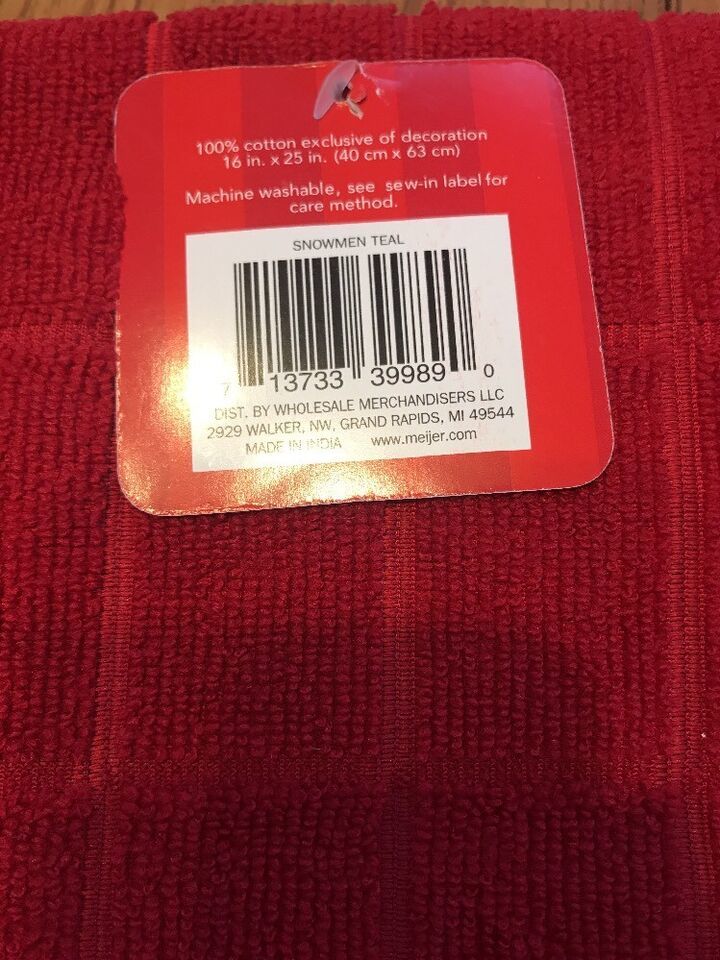 100% cotton exclusive of decoration
16 in. x 25 in. (40 cm x 63 cm)
Machine washable, see sew-in label for
care method.
SNOWMEN TEAL
7 13733 39989 0
DIST. BY WHOLESALE MERCHANDISERS LLC
2929 WALKER, NW, GRAND RAPIDS, MI 49544
MADE IN INDIA www.meijer.com